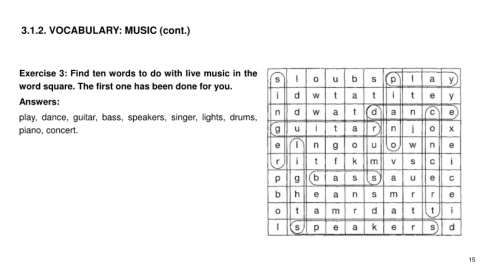 3.1.2. VOCABULARY: MUSIC (cont.)
Exercise 3: Find ten words to do with live music in the
word square. The first one has been done for you.
Answers:
play, dance, guitar, bass, speakers, singer, lights, drums,
piano, concert.
s l o u b s p l a y
i d w t a t i t e y
n d w a t d a n c e
g u i t a r n j o x
e l n g o u o w n e
r i t f k m v s c i
p g b a s s a u e c
b h e a n s m r r e
o t a m r d a t t i
l s p e a k e r s d
15